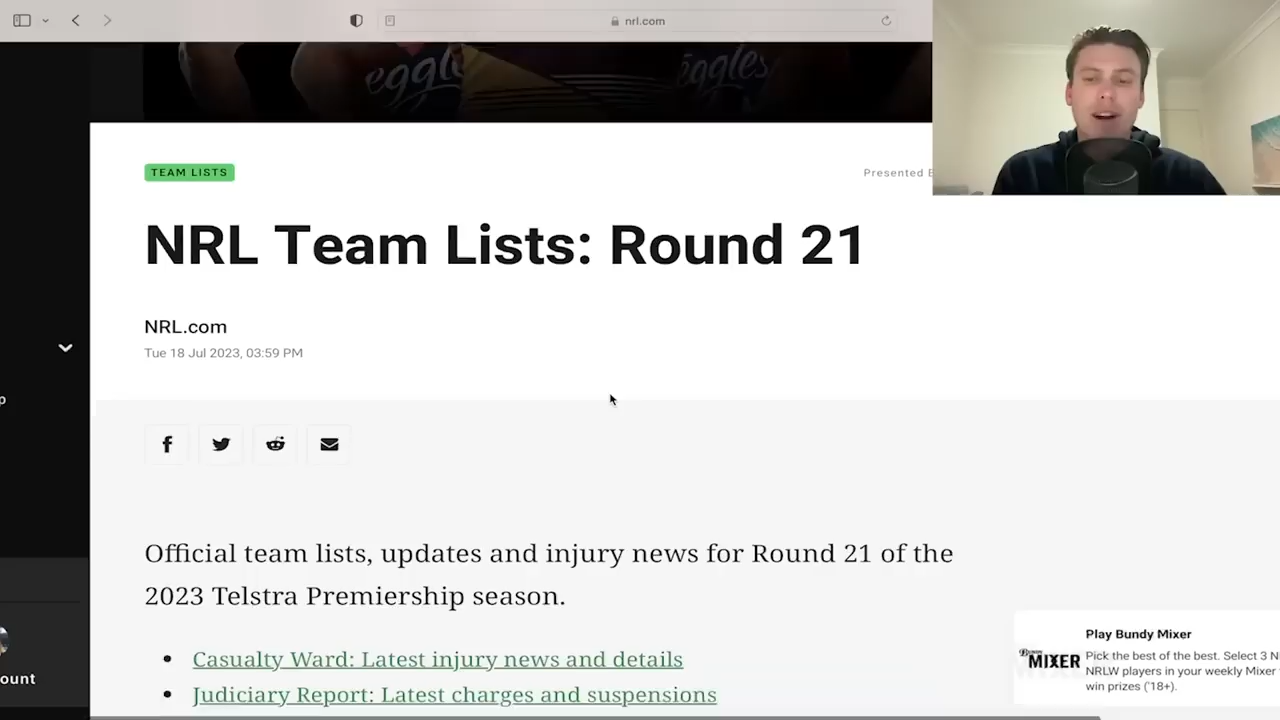 nrl.com
eggles
eggles
TEAM LISTS
Presented B
NRL Team Lists: Round 21
NRL.com
Tue 18 Jul 2023, 03:59 PM
p
Official team lists, updates and injury news for Round 21 of the
2023 Telstra Premiership season.
Play Bundy Mixer
BUNDY
MIXER
Pick the best of the best. Select 3 N
NRLW players in your weekly Mixer
win prizes ('18+).
Casualty Ward: Latest injury news and details
ount
Judiciary Report: Latest charges and suspensions